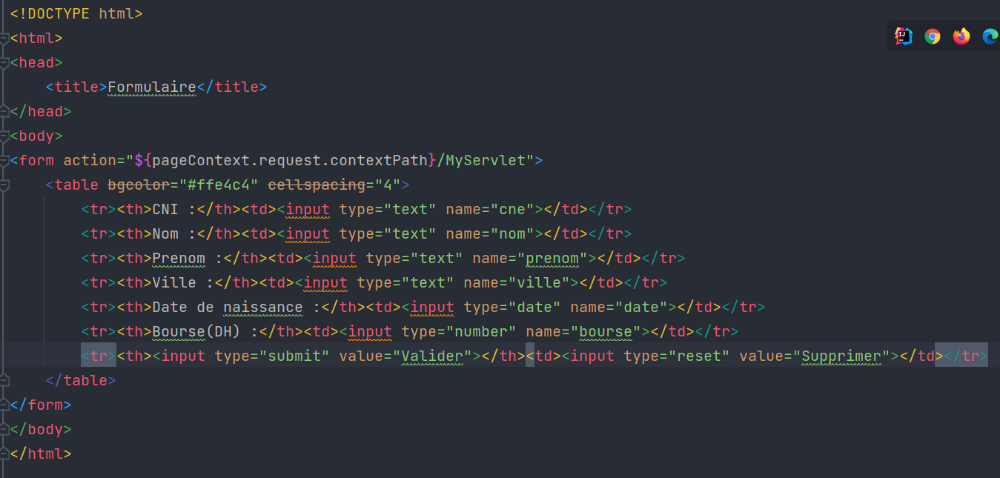 <!DOCTYPE html>
<html>
<head>
    <title>Formulaire</title>
</head>
<body>
<form action="${pageContext.request.contextPath}/MyServlet">
    <table bgcolor="#ffe4c4" cellspacing="4">
        <tr><th>CNI :</th><td><input type="text" name="cne"></td></tr>
        <tr><th>Nom :</th><td><input type="text" name="nom"></td></tr>
        <tr><th>Prenom :</th><td><input type="text" name="prenom"></td></tr>
        <tr><th>Ville :</th><td><input type="text" name="ville"></td></tr>
        <tr><th>Date de naissance :</th><td><input type="date" name="date"></td></tr>
        <tr><th>Bourse(DH) :</th><td><input type="number" name="bourse"></td></tr>
        <tr><th><input type="submit" value="Valider"></th><td><input type="reset" value="Supprimer"></td></tr>
    </table>
</form>
</body>
</html>